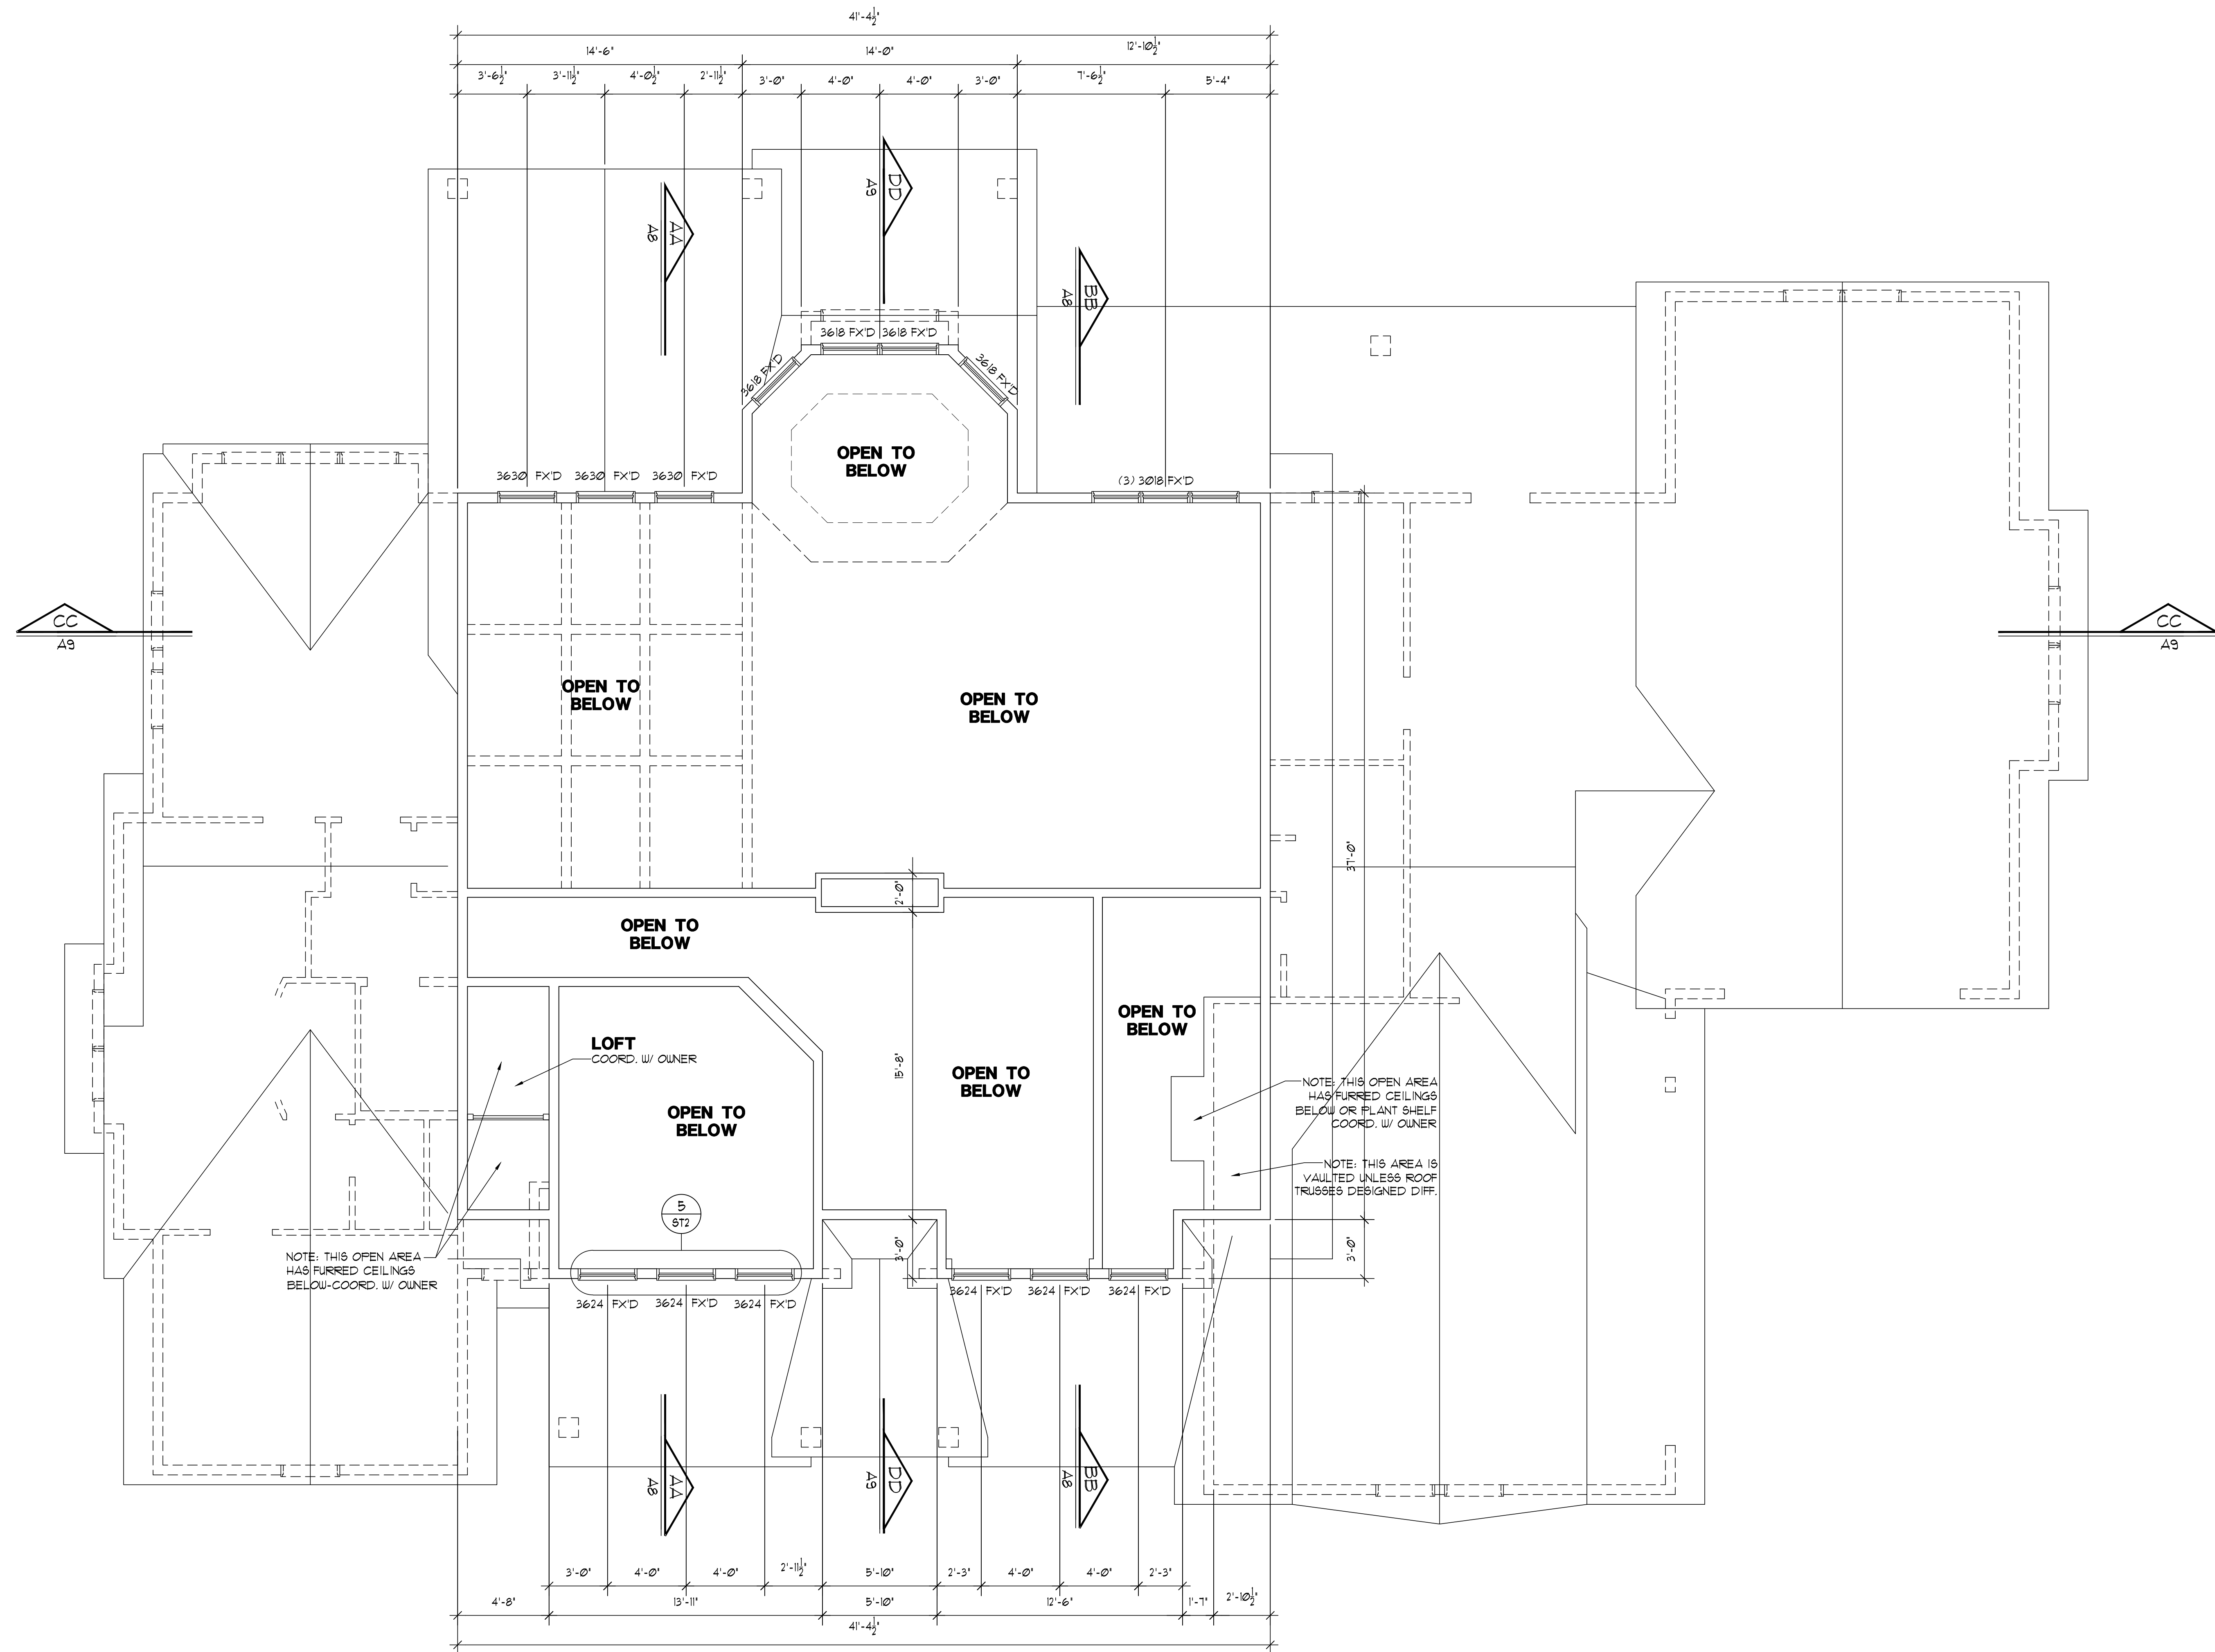 41'-4½"
14'-6"
14'-0"
12'-10½"
3'-6½"
3'-11½"
4'-0½"
2'-11½"
3'-0"
4'-0"
4'-0"
3'-0"
7'-6½"
5'-4"
DD
A9
AA
A8
BB
A8
3618 FX'D
3618 FX'D
3618 FX'D
3618 FX'D
OPEN TO
BELOW
3630 FX'D
3630 FX'D
3630 FX'D
(3) 3018 FX'D
CC
A9
CC
A9
OPEN TO
BELOW
OPEN TO
BELOW
37'-0"
2'-0"
OPEN TO
BELOW
OPEN TO
BELOW
LOFT
COORD. W/ OWNER
15'-8"
OPEN TO
BELOW
OPEN TO
BELOW
NOTE: THIS OPEN AREA
HAS FURRED CEILINGS
BELOW OR PLANT SHELF
COORD. W/ OWNER
NOTE: THIS AREA IS
VAULTED UNLESS ROOF
TRUSSES DESIGNED DIFF.
5
ST2
3'-0"
3'-0"
NOTE: THIS OPEN AREA
HAS FURRED CEILINGS
BELOW-COORD. W/ OWNER
3624 FX'D
3624 FX'D
3624 FX'D
3624 FX'D
3624 FX'D
3624 FX'D
AA
A8
DD
A9
BB
A8
3'-0"
4'-0"
4'-0"
2'-11½"
5'-10"
2'-3"
4'-0"
4'-0"
2'-3"
4'-8"
13'-11"
5'-10"
12'-6"
1'-7"
2'-10½"
41'-4½"